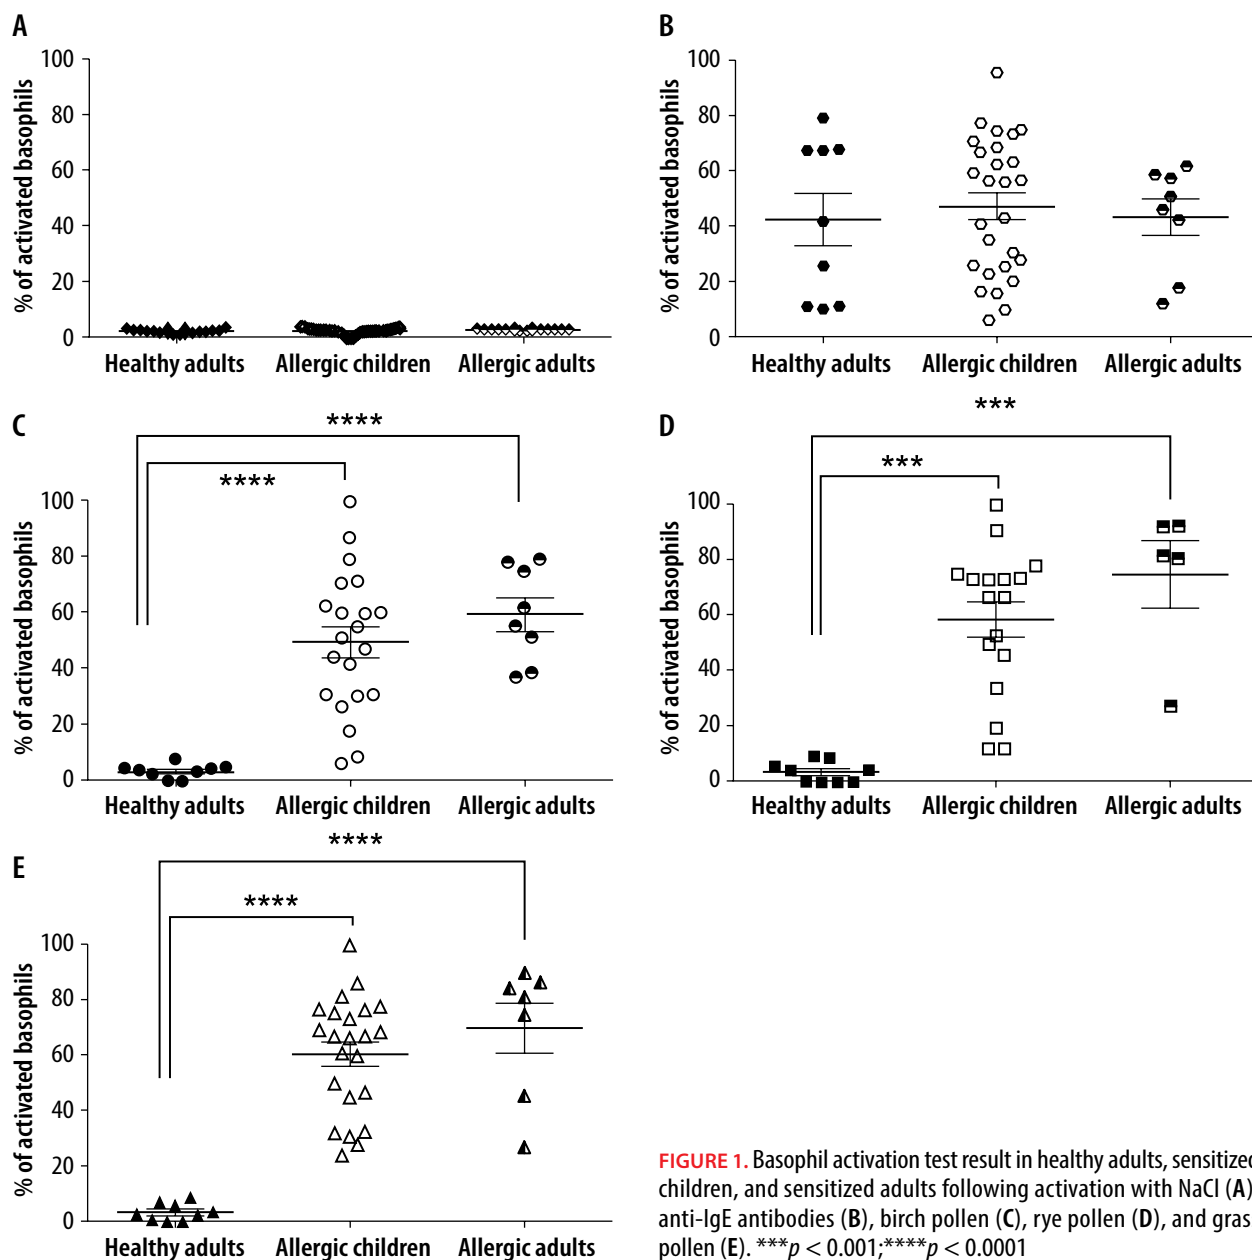 A
% of activated basophils
100
80
60
40
20
0
Healthy adults Allergic children Allergic adults
B
% of activated basophils
100
80
60
40
20
0
Healthy adults Allergic children Allergic adults
C
****
****
% of activated basophils
100
80
60
40
20
0
Healthy adults Allergic children Allergic adults
D
***
***
% of activated basophils
100
80
60
40
20
0
Healthy adults Allergic children Allergic adults
E
****
****
% of activated basophils
100
80
60
40
20
0
Healthy adults Allergic children Allergic adults
FIGURE 1. Basophil activation test result in healthy adults, sensitized
children, and sensitized adults following activation with NaCl (A)
anti-IgE antibodies (B), birch pollen (C), rye pollen (D), and gras
pollen (E). ***p < 0.001;****p < 0.0001